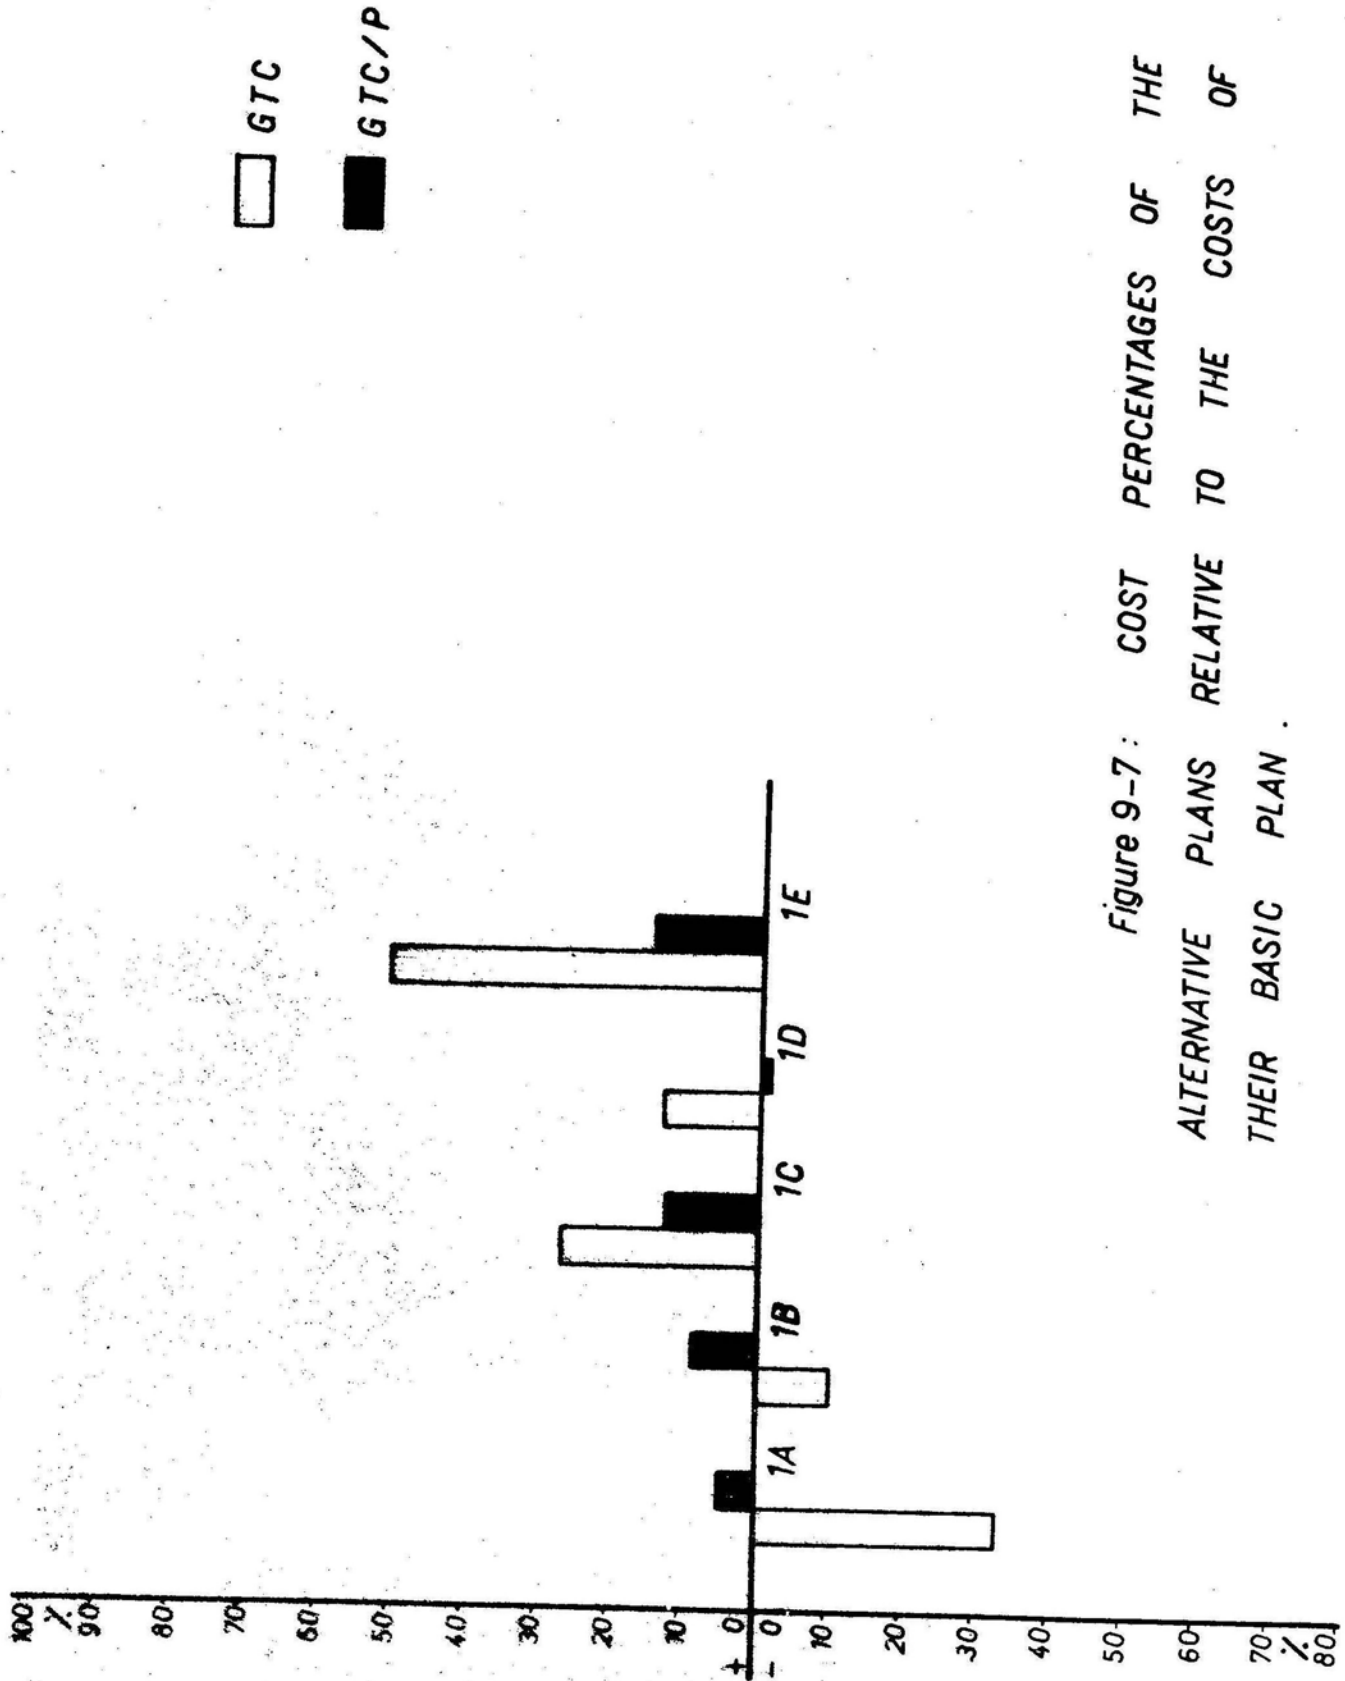 GTC
GTC/P
100
%
90
80
70
60
50
40
30
20
10
0
+
-
0
10
20
30
40
50
60
70
%
80
1A
1B
1C
1D
1E
Figure 9-7: COST PERCENTAGES OF THE
ALTERNATIVE PLANS RELATIVE TO THE COSTS OF
THEIR BASIC PLAN .